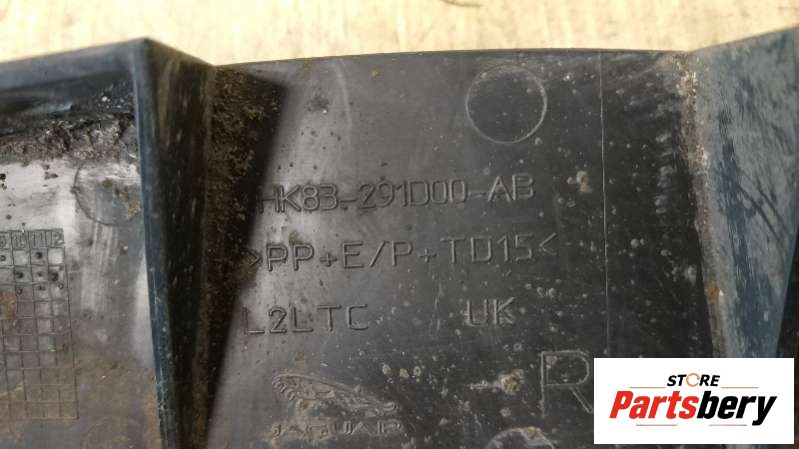 HK83-291D00-AB
>PP+E/P+TD15<
L2LTC UK
R
JAGUAR
STORE
Partsbery